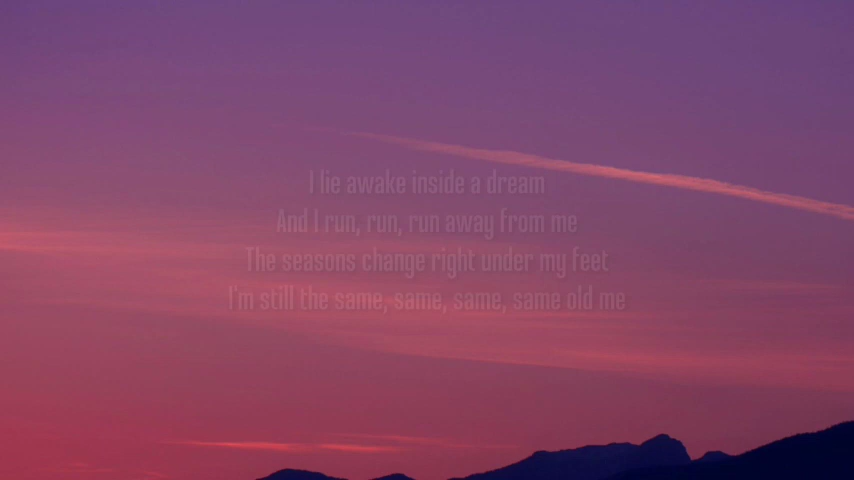 I lie awake inside a dream
And I run, run, run away from me
The seasons change right under my feet
I'm still the same, same, same, same old me